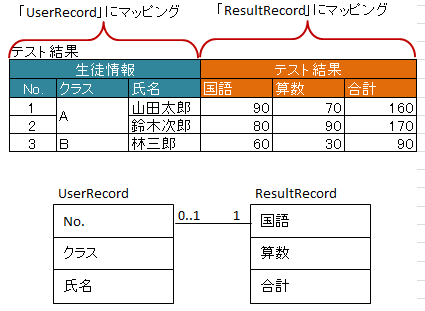 「UserRecord」にマッピング 「ResultRecord」にマッピング
テスト結果
生徒情報 テスト結果
No. クラス 氏名 国語 算数 合計
1 A 山田太郎 90 70 160
2 鈴木次郎 80 90 170
3 B 林三郎 60 30 90
UserRecord ResultRecord
No. 0..1 1 国語
クラス 算数
氏名 合計